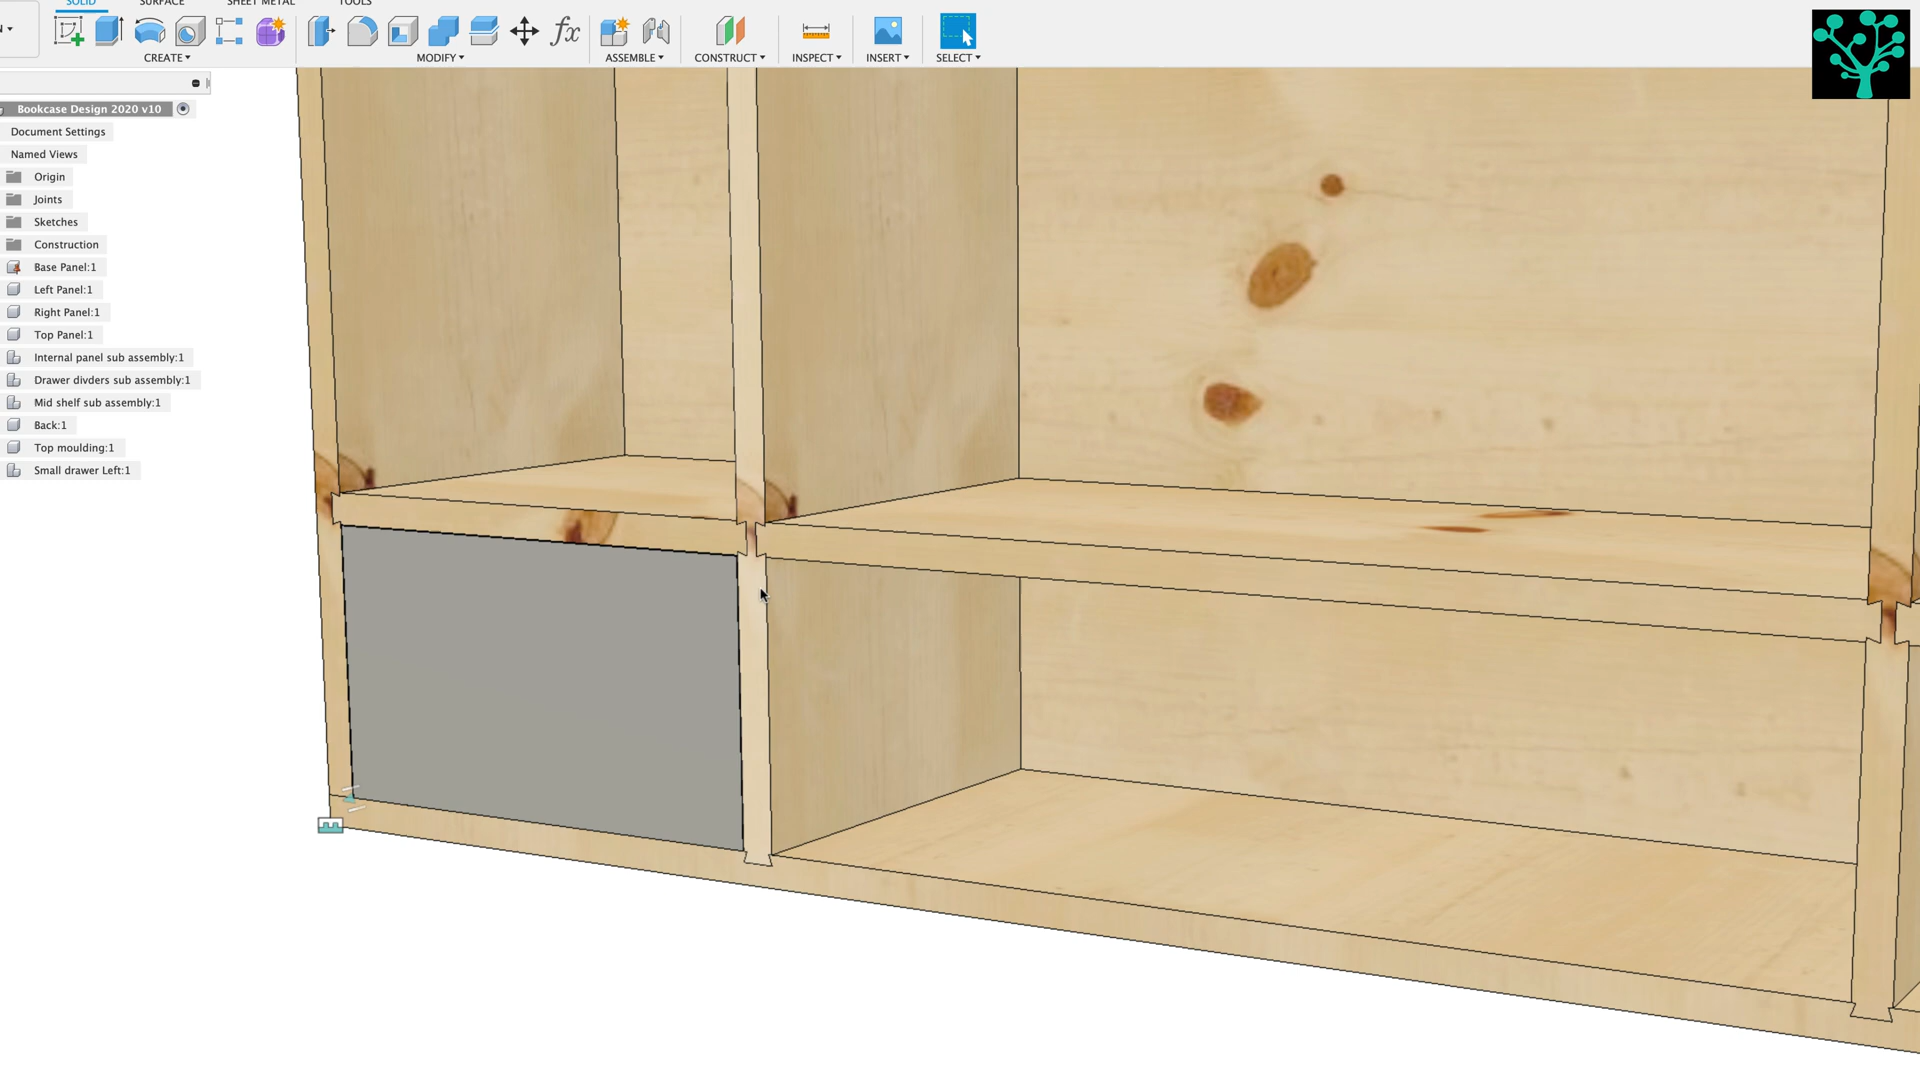 SOLID SURFACE SHEET METAL TOOLS
CREATE MODIFY ASSEMBLE CONSTRUCT INSPECT INSERT SELECT
Bookcase Design 2020 v10
Document Settings
Named Views
Origin
Joints
Sketches
Construction
Base Panel:1
Left Panel:1
Right Panel:1
Top Panel:1
Internal panel sub assembly:1
Drawer divders sub assembly:1
Mid shelf sub assembly:1
Back:1
Top moulding:1
Small drawer Left:1